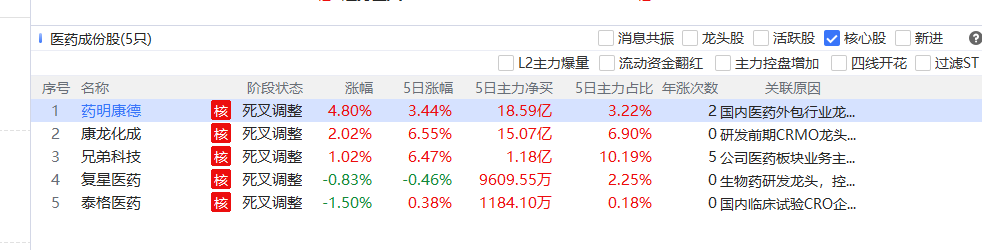 医药成份股(5只) 消息共振 龙头股 活跃股 核心股 新进 ?
L2主力爆量 流动资金翻红 主力控盘增加 四线开花 过滤ST
序号 名称 阶段状态 涨幅 5日涨幅 5日主力净买 5日主力占比 年涨次数 关联原因
1 药明康德 核 死叉调整 4.80% 3.44% 18.59亿 3.22% 2 国内医药外包行业龙...
2 康龙化成 核 死叉调整 2.02% 6.55% 15.07亿 6.90% 0 研发前期CRMO龙头...
3 兄弟科技 核 死叉调整 1.02% 6.47% 1.18亿 10.19% 5 公司医药板块业务主...
4 复星医药 核 死叉调整 -0.83% -0.46% 9609.55万 2.25% 0 生物药研发龙头，控...
5 泰格医药 核 死叉调整 -1.50% 0.38% 1184.10万 0.18% 0 国内临床试验CRO企...